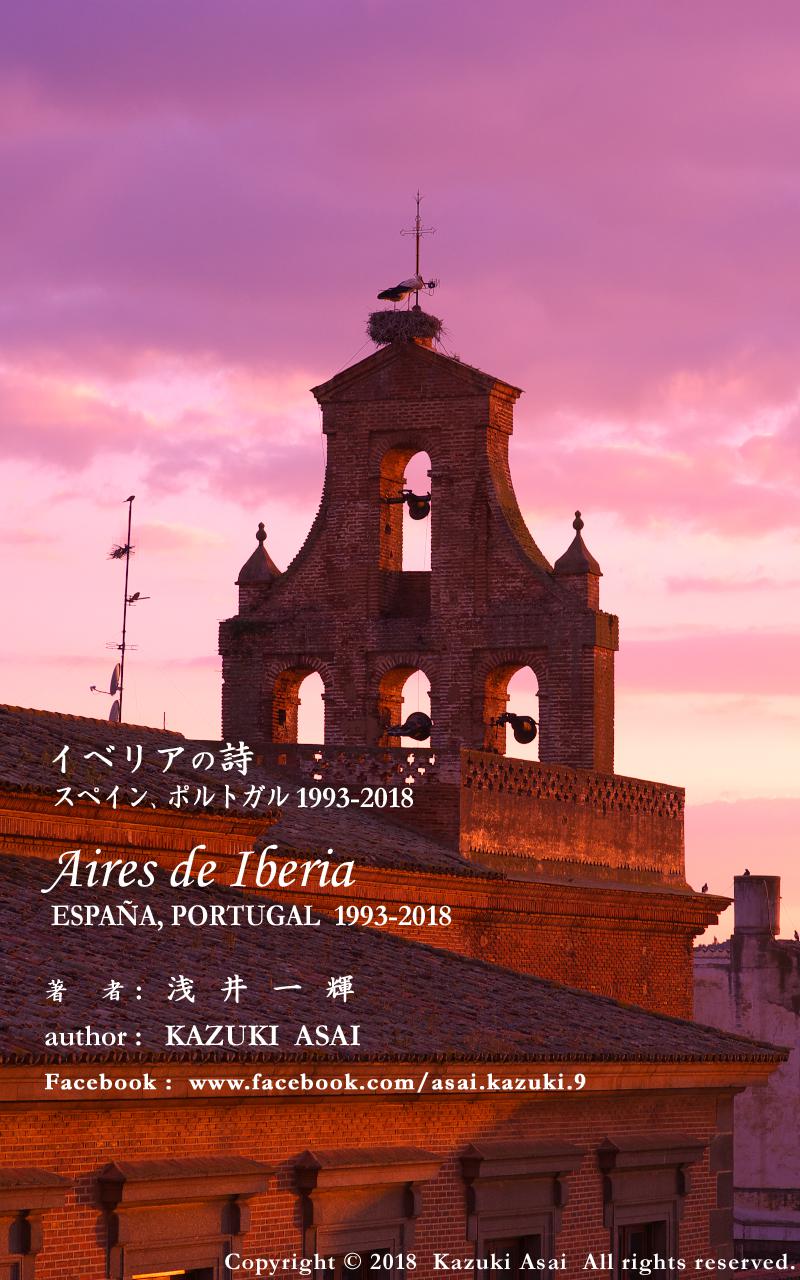 イベリアの詩
スペイン、ポルトガル 1993-2018
Aires de Iberia
ESPAÑA, PORTUGAL 1993-2018
著 者： 浅 井 一 輝
author : KAZUKI ASAI
Facebook : www.facebook.com/asai.kazuki.9
Copyright © 2018 Kazuki Asai All rights reserved.